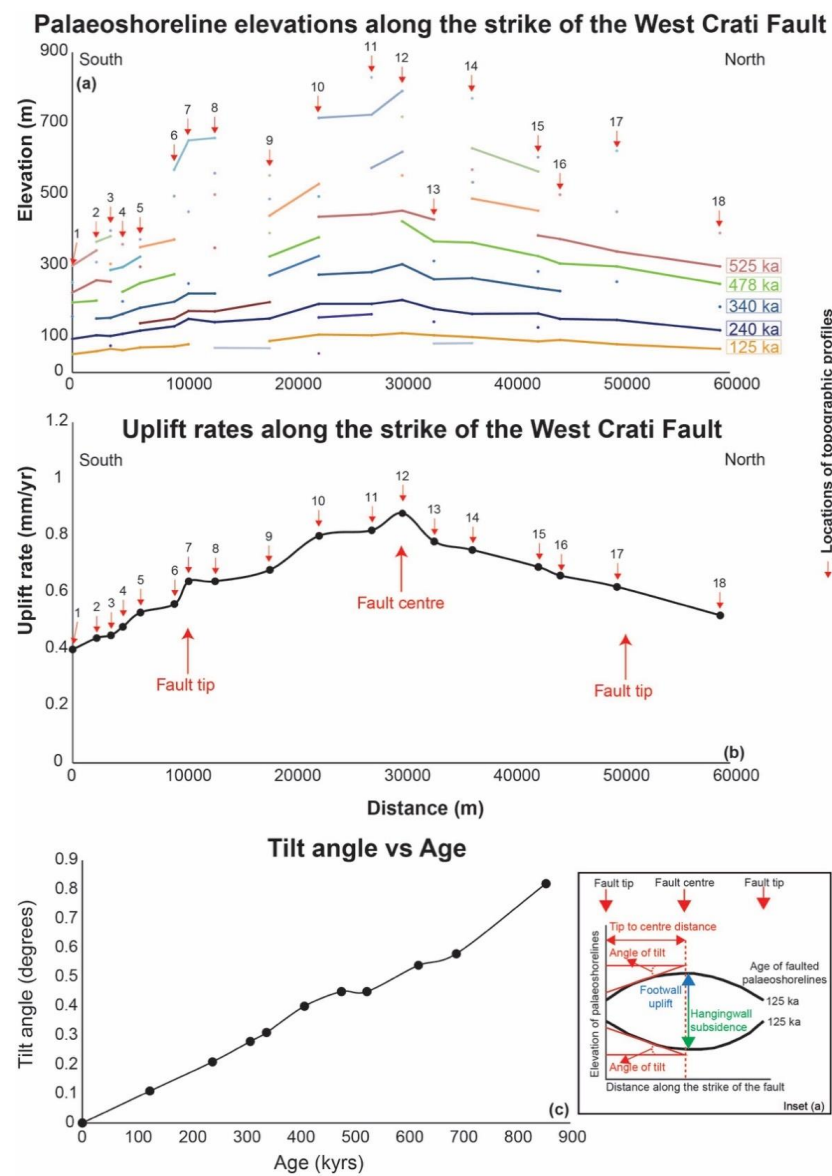 Palaeoshoreline elevations along the strike of the West Crati Fault
900
South
North
(a)
11
12
14
10
7
8
6
9
15
17
16
13
18
3
2
4
5
1
700
500
300
100
0
Elevation (m)
525 ka
478 ka
340 ka
240 ka
125 ka
0
10000
20000
30000
40000
50000
60000
Locations of topographic profiles
1.2
Uplift rates along the strike of the West Crati Fault
South
North
1
0.8
0.6
0.4
0.2
0
Uplift rate (mm/yr)
1
2
3
4
5
6
7
8
9
10
11
12
13
14
15
16
17
18
Fault centre
Fault tip
Fault tip
(b)
0
10000
20000
30000
40000
50000
60000
Distance (m)
Tilt angle vs Age
0.9
0.8
0.7
0.6
0.5
0.4
0.3
0.2
0.1
0
Tilt angle (degrees)
(c)
0
100
200
300
400
500
600
700
800
900
Age (kyrs)
Fault tip
Fault centre
Fault tip
Tip to centre distance
Angle of tilt
Age of faulted
palaeoshorelines
Footwall
uplift
125 ka
125 ka
Hangingwall
subsidence
Angle of tilt
Elevation of palaeoshorelines
Distance along the strike of the fault
Inset (a)